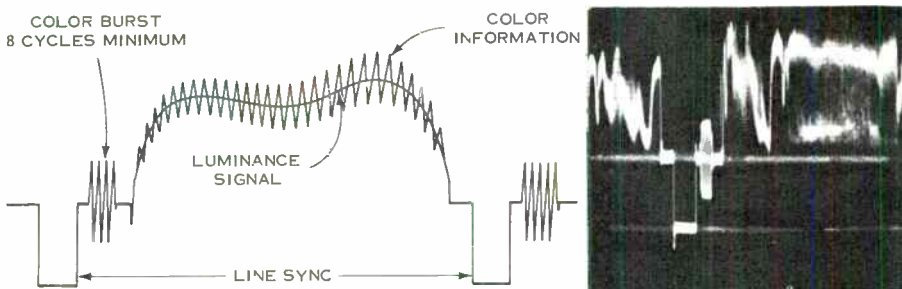 COLOR BURST
8 CYCLES MINIMUM
COLOR
INFORMATION
LUMINANCE
SIGNAL
LINE SYNC